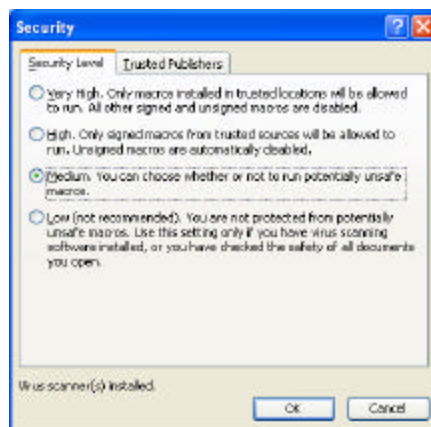 Security
Security Level Trusted Publishers
Very High. Only macros installed in trusted locations will be allowed
to run. All other signed and unsigned macros are disabled.
High. Only signed macros from trusted sources will be allowed to
run. Unsigned macros are automatically disabled.
Medium. You can choose whether or not to run potentially unsafe
macros.
Low (not recommended). You are not protected from potentially
unsafe macros. Use this setting only if you have virus scanning
software installed, or you have checked the safety of all documents
you open.
Virus scanner(s) installed.
OK Cancel